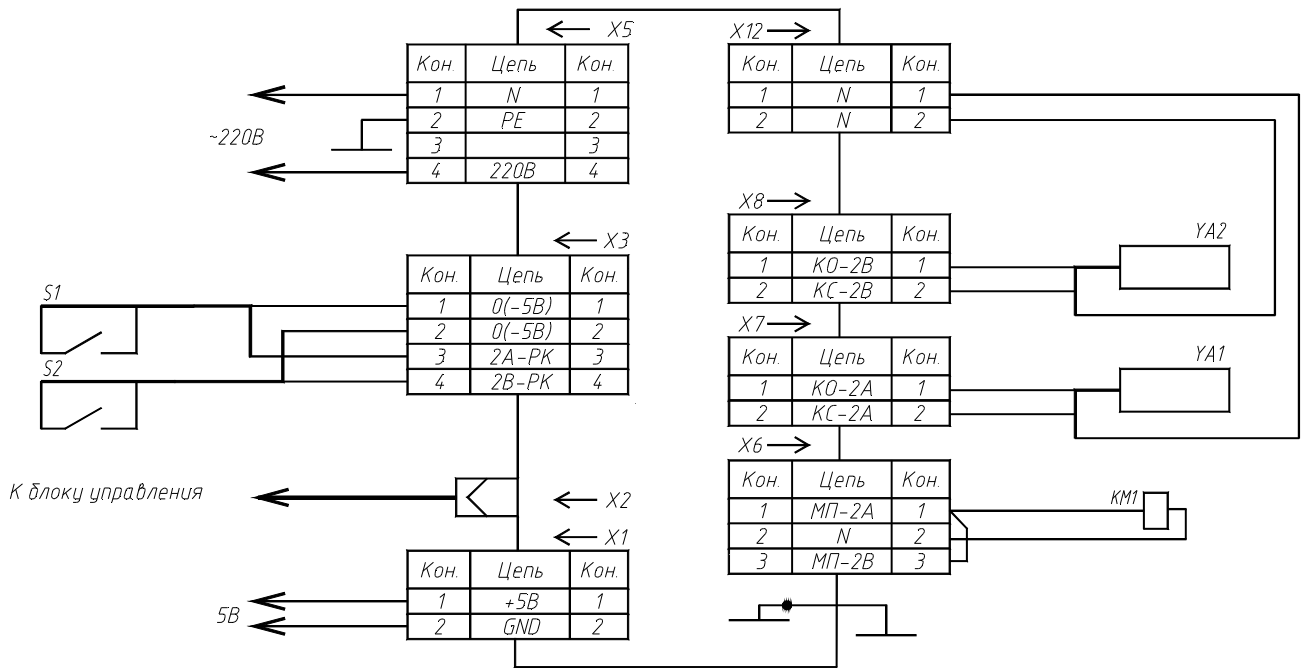 X5
Кон. Цепь Кон.
1 N 1
2 PE 2
3 3
4 220В 4
~220В
X3
Кон. Цепь Кон.
1 0(-5В) 1
2 0(-5В) 2
3 2А-РК 3
4 2В-РК 4
S1
S2
К блоку управления
X2
X1
Кон. Цепь Кон.
1 +5В 1
2 GND 2
5В
X12
Кон. Цепь Кон.
1 N 1
2 N 2
X8
Кон. Цепь Кон.
1 КО-2В 1
2 КС-2В 2
YA2
X7
Кон. Цепь Кон.
1 КО-2А 1
2 КС-2А 2
YA1
X6
Кон. Цепь Кон.
1 МП-2А 1
2 N 2
3 МП-2В 3
КМ1